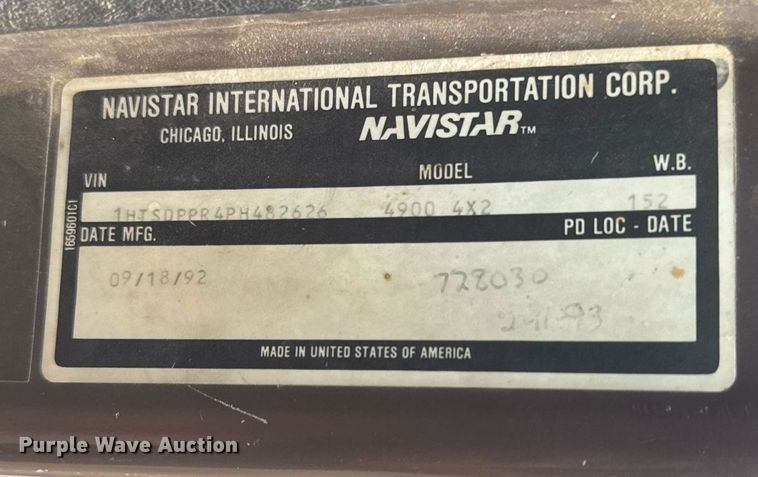 NAVISTAR INTERNATIONAL TRANSPORTATION CORP.
CHICAGO, ILLINOIS NAVISTAR™
VIN MODEL W.B.
1HTSDPPR4PH482626 4900 4X2 152
DATE MFG. PD LOC - DATE
09/18/92 728030
93
MADE IN UNITED STATES OF AMERICA
1659601C1
Purple Wave Auction